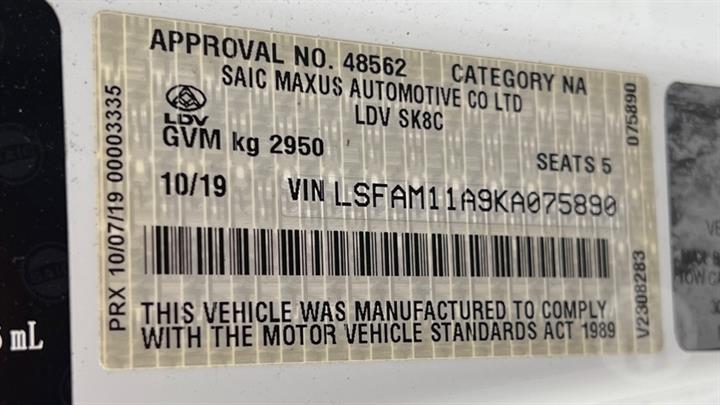 APPROVAL NO. 48562 CATEGORY NA
SAIC MAXUS AUTOMOTIVE CO LTD
LDV SK8C
LDV
GVM kg 2950
SEATS 5
10/19 VIN LSFAM11A9KA075890
THIS VEHICLE WAS MANUFACTURED TO COMPLY
WITH THE MOTOR VEHICLE STANDARDS ACT 1989
PRX 10/07/19 00003335
075890
V2308283
mL